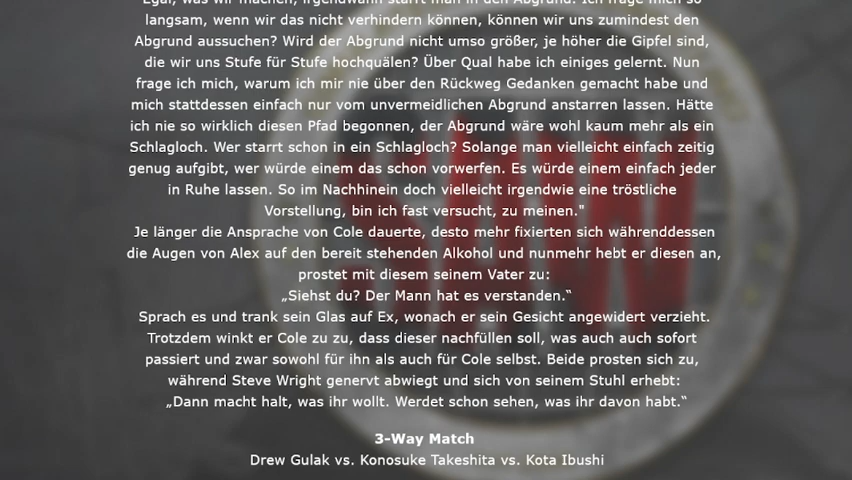 Egal, was wir machen, irgendwann starrt man in den Abgrund. Ich frage mich so
langsam, wenn wir das nicht verhindern können, können wir uns zumindest den
Abgrund aussuchen? Wird der Abgrund nicht umso größer, je höher die Gipfel sind,
die wir uns Stufe für Stufe hochquälen? Über Qual habe ich einiges gelernt. Nun
frage ich mich, warum ich mir nie über den Rückweg Gedanken gemacht habe und
mich stattdessen einfach nur vom unvermeidlichen Abgrund anstarren lassen. Hätte
ich nie so wirklich diesen Pfad begonnen, der Abgrund wäre wohl kaum mehr als ein
Schlagloch. Wer starrt schon in ein Schlagloch? Solange man vielleicht einfach zeitig
genug aufgibt, wer würde einem das schon vorwerfen. Es würde einem einfach jeder
in Ruhe lassen. So im Nachhinein doch vielleicht irgendwie eine tröstliche
Vorstellung, bin ich fast versucht, zu meinen."
Je länger die Ansprache von Cole dauerte, desto mehr fixierten sich währenddessen
die Augen von Alex auf den bereit stehenden Alkohol und nunmehr hebt er diesen an,
prostet mit diesem seinem Vater zu:
„Siehst du? Der Mann hat es verstanden.“
Sprach es und trank sein Glas auf Ex, wonach er sein Gesicht angewidert verzieht.
Trotzdem winkt er Cole zu zu, dass dieser nachfüllen soll, was auch auch sofort
passiert und zwar sowohl für ihn als auch für Cole selbst. Beide prosten sich zu,
während Steve Wright genervt abwiegt und sich von seinem Stuhl erhebt:
„Dann macht halt, was ihr wollt. Werdet schon sehen, was ihr davon habt.“
3-Way Match
Drew Gulak vs. Konosuke Takeshita vs. Kota Ibushi